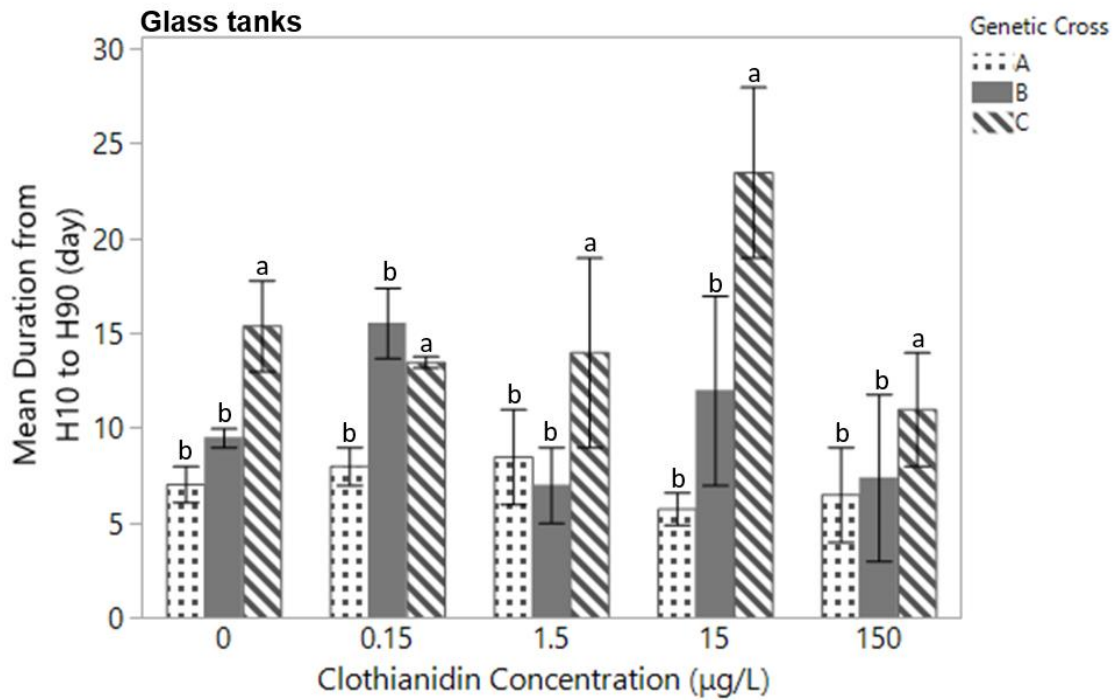 Glass tanks
Genetic Cross
A
B
C
Mean Duration from
H10 to H90 (day)
30
25
20
15
10
5
0
b
b
a
b
b
a
b
b
a
b
b
a
b
b
a
0
0.15
1.5
15
150
Clothianidin Concentration (µg/L)